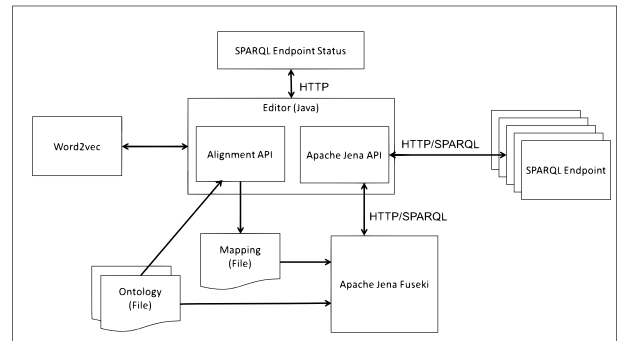 SPARQL Endpoint Status
HTTP
Editor (Java)
Word2vec
Alignment API
Apache Jena API
HTTP/SPARQL
SPARQL Endpoint
HTTP/SPARQL
Mapping
(File)
Ontology
(File)
Apache Jena Fuseki